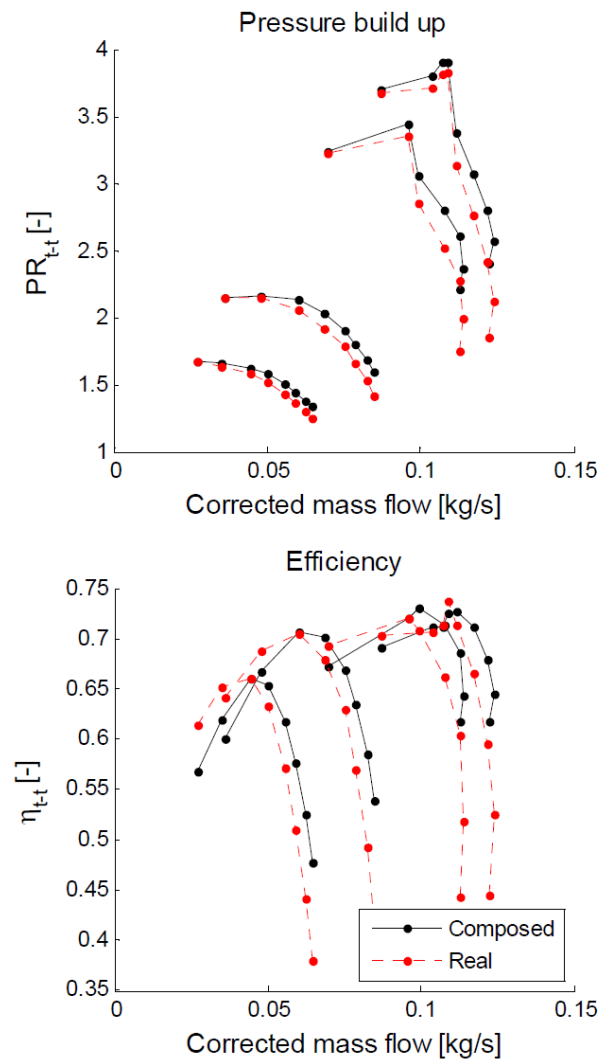 Pressure build up
4
3.5
3
2.5
2
1.5
1
PR t-t [-]
0 0.05 0.1 0.15
Corrected mass flow [kg/s]
Efficiency
0.75
0.7
0.65
0.6
0.55
0.5
0.45
0.4
0.35
η t-t [-]
Composed
Real
0 0.05 0.1 0.15
Corrected mass flow [kg/s]